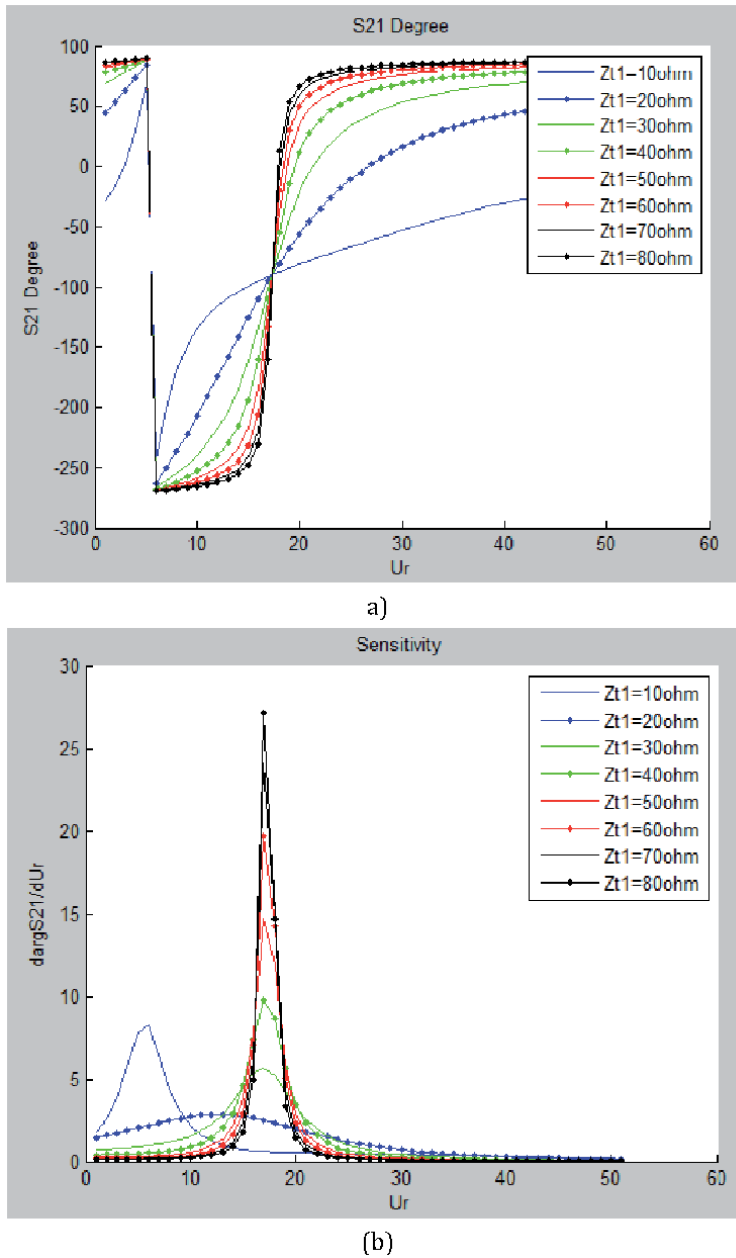 S21 Degree
100
50
0
-50
-100
-150
-200
-250
-300
S21 Degree
0
10
20
30
40
50
60
Ur
Zt1=10ohm
Zt1=20ohm
Zt1=30ohm
Zt1=40ohm
Zt1=50ohm
Zt1=60ohm
Zt1=70ohm
Zt1=80ohm
a)
Sensitivity
30
25
20
15
10
5
0
dargS21/dUr
0
10
20
30
40
50
60
Ur
Zt1=10ohm
Zt1=20ohm
Zt1=30ohm
Zt1=40ohm
Zt1=50ohm
Zt1=60ohm
Zt1=70ohm
Zt1=80ohm
(b)